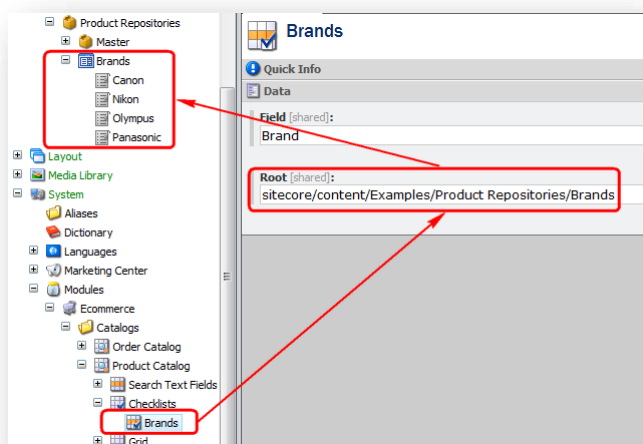 Product Repositories
Master
Brands
Canon
Nikon
Olympus
Panasonic
Layout
Media Library
System
Aliases
Dictionary
Languages
Marketing Center
Modules
Ecommerce
Catalogs
Order Catalog
Product Catalog
Search Text Fields
Checklists
Brands
Grid
Brands
Quick Info
Data
Field [shared]:
Brand
Root [shared]:
sitecore/content/Examples/Product Repositories/Brands